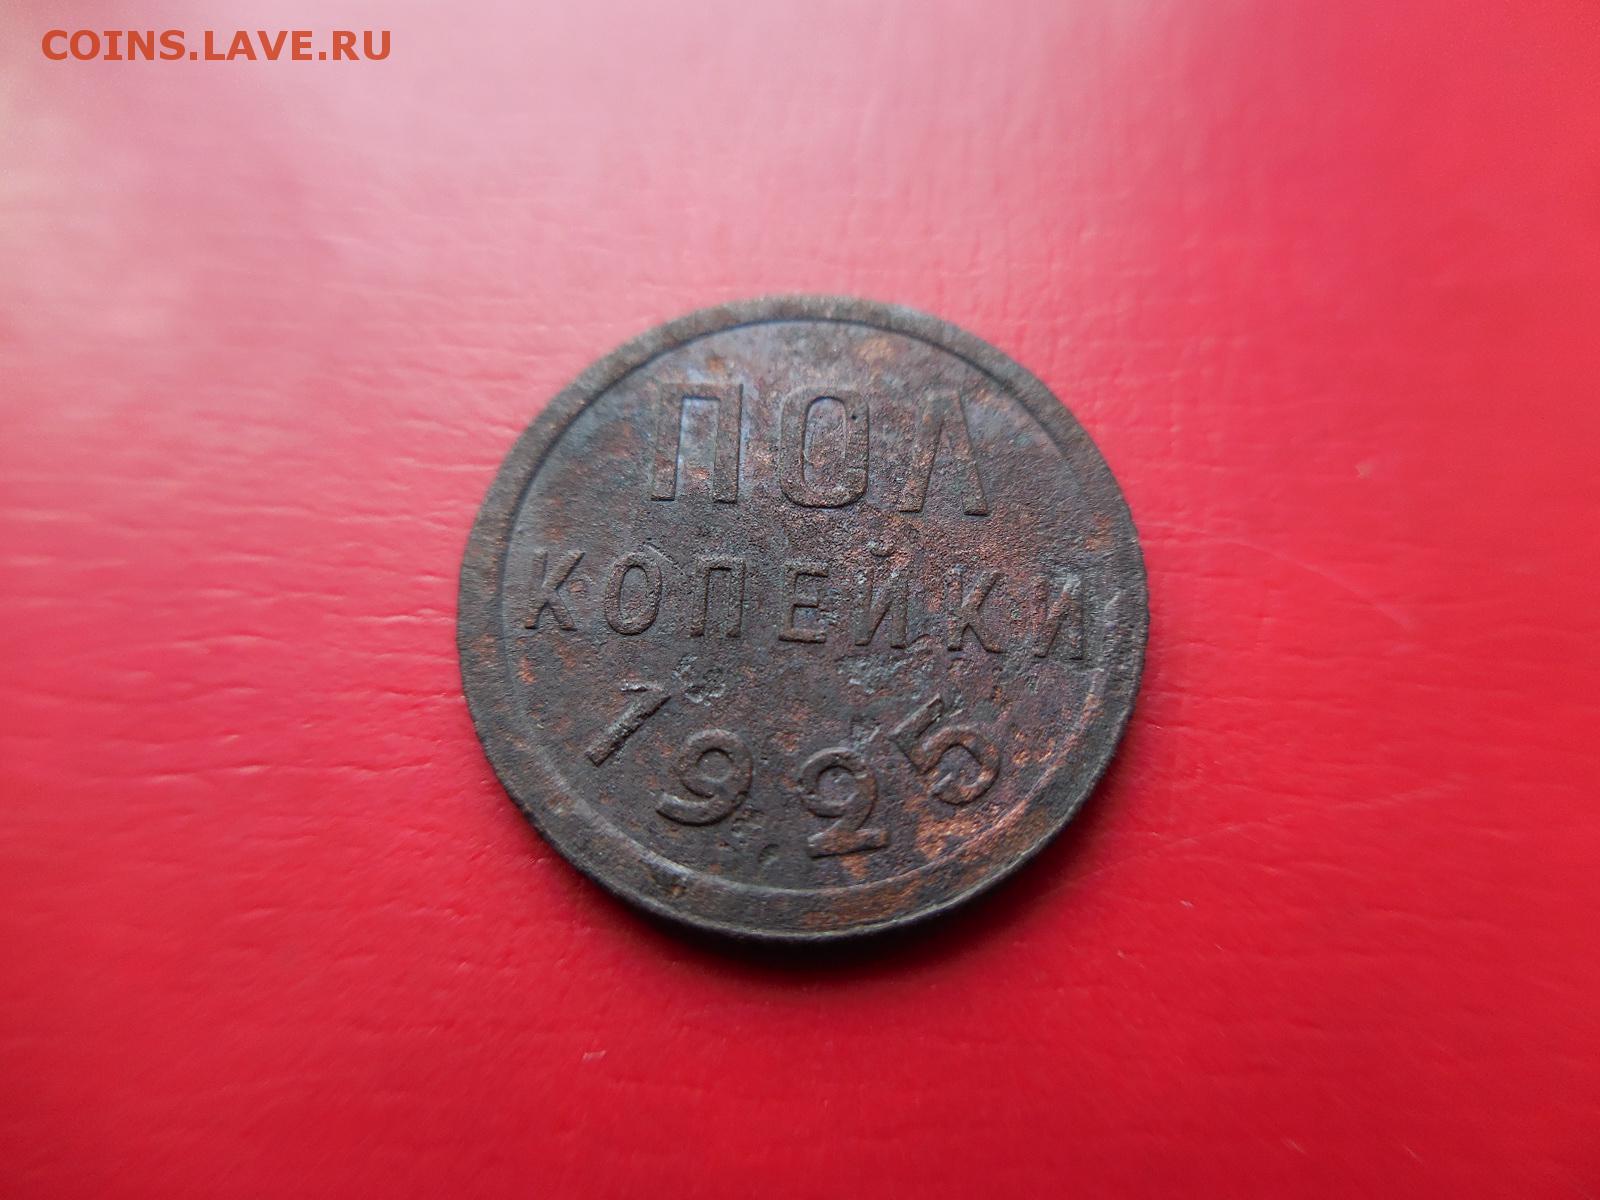 COINS.LAVE.RU
ПОЛ
КОПЕЙКИ
1925